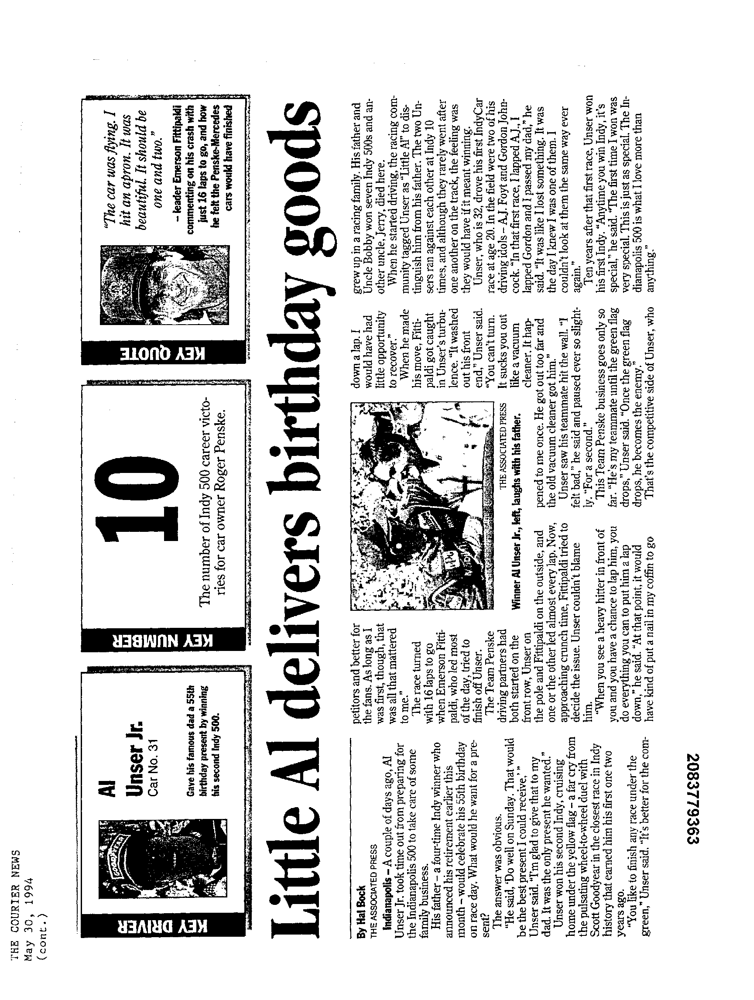 THE COURIER NEWS
May 30, 1994
(cont.)
KEY DRIVER
Al
Unser Jr.
Car No. 31
Gave his famous dad a 55th
birthday present by winning
his second Indy 500.
KEY NUMBER
10
The number of Indy 500 career victo-
ries for car owner Roger Penske.
KEY QUOTE
"The car was flying. I
hit an apron. It was
beautiful. It should be
one and two."
– leader Emerson Fittipaldi
commenting on his crash with
just 16 laps to go, and how
he felt the Penske-Mercedes
cars would have finished
Little Al delivers birthday goods
By Hal Bock
THE ASSOCIATED PRESS
Indianapolis – A couple of days ago, Al
Unser Jr. took time out from preparing for
the Indianapolis 500 to take care of some
family business.
His father – a four-time Indy winner who
announced his retirement earlier this
month – would celebrate his 55th birthday
on race day. What would he want for a pre-
sent?
The answer was obvious.
"He said, 'Do well on Sunday. That would
be the best present I could receive,' "
Unser said. "I'm glad to give that to my
dad. It was the only present he wanted."
Unser won his second Indy, cruising
home under the yellow flag – a far cry from
the pulsating wheel-to-wheel duel with
Scott Goodyear in the closest race in Indy
history that earned him his first one two
years ago.
"You like to finish any race under the
green," Unser said. "It's better for the com-
petitors and better for
the fans. As long as I
was first, though, that
was all that mattered
to me."
The race turned
with 16 laps to go
when Emerson Fitti-
paldi, who led most
of the day, tried to
finish off Unser.
The Team Penske
driving partners had
both started on the
front row, Unser on
the pole and Fittipaldi on the outside, and
one or the other led almost every lap. Now,
approaching crunch time, Fittipaldi tried to
decide the issue. Unser couldn't blame
him.
"When you see a heavy hitter in front of
you and you have a chance to lap him, you
do everything you can to put him a lap
down," he said. "At that point, it would
have kind of put a nail in my coffin to go
THE ASSOCIATED PRESS
Winner Al Unser Jr., left, laughs with his father.
down a lap. I
would have had
little opportunity
to recover."
When he made
his move, Fitti-
paldi got caught
in Unser's turbu-
lence. "It washed
out his front
end," Unser said.
"You can't turn.
It sucks you out
like a vacuum
cleaner. It hap-
pened to me once. He got out too far and
the old vacuum cleaner got him."
Unser saw his teammate hit the wall. "I
felt bad," he said and paused ever so slight-
ly. "For a second."
This Team Penske business goes only so
far. "He's my teammate until the green flag
drops," Unser said. "Once the green flag
drops, he becomes the enemy."
That's the competitive side of Unser, who
grew up in a racing family. His father and
Uncle Bobby won seven Indy 500s and an-
other uncle, Jerry, died here.
When he started driving, the racing com-
munity tagged Unser as "Little Al" to dis-
tinguish him from his father. The two Un-
sers ran against each other at Indy 10
times, and although they rarely went after
one another on the track, the feeling was
they would have if it meant winning.
Unser, who is 32, drove his first IndyCar
race at age 20. In the field were two of his
driving idols – A.J. Foyt and Gordon John-
cock. "In that first race, I lapped A.J., I
lapped Gordon and I passed my dad," he
said. "It was like I lost something. It was
the day I knew I was one of them. I
couldn't look at them the same way ever
again."
Ten years after that first race, Unser won
his first Indy. "Anytime you win Indy, it's
special," he said. "The first time I won was
very special. This is just as special. The In-
dianapolis 500 is what I love more than
anything."
2083779363